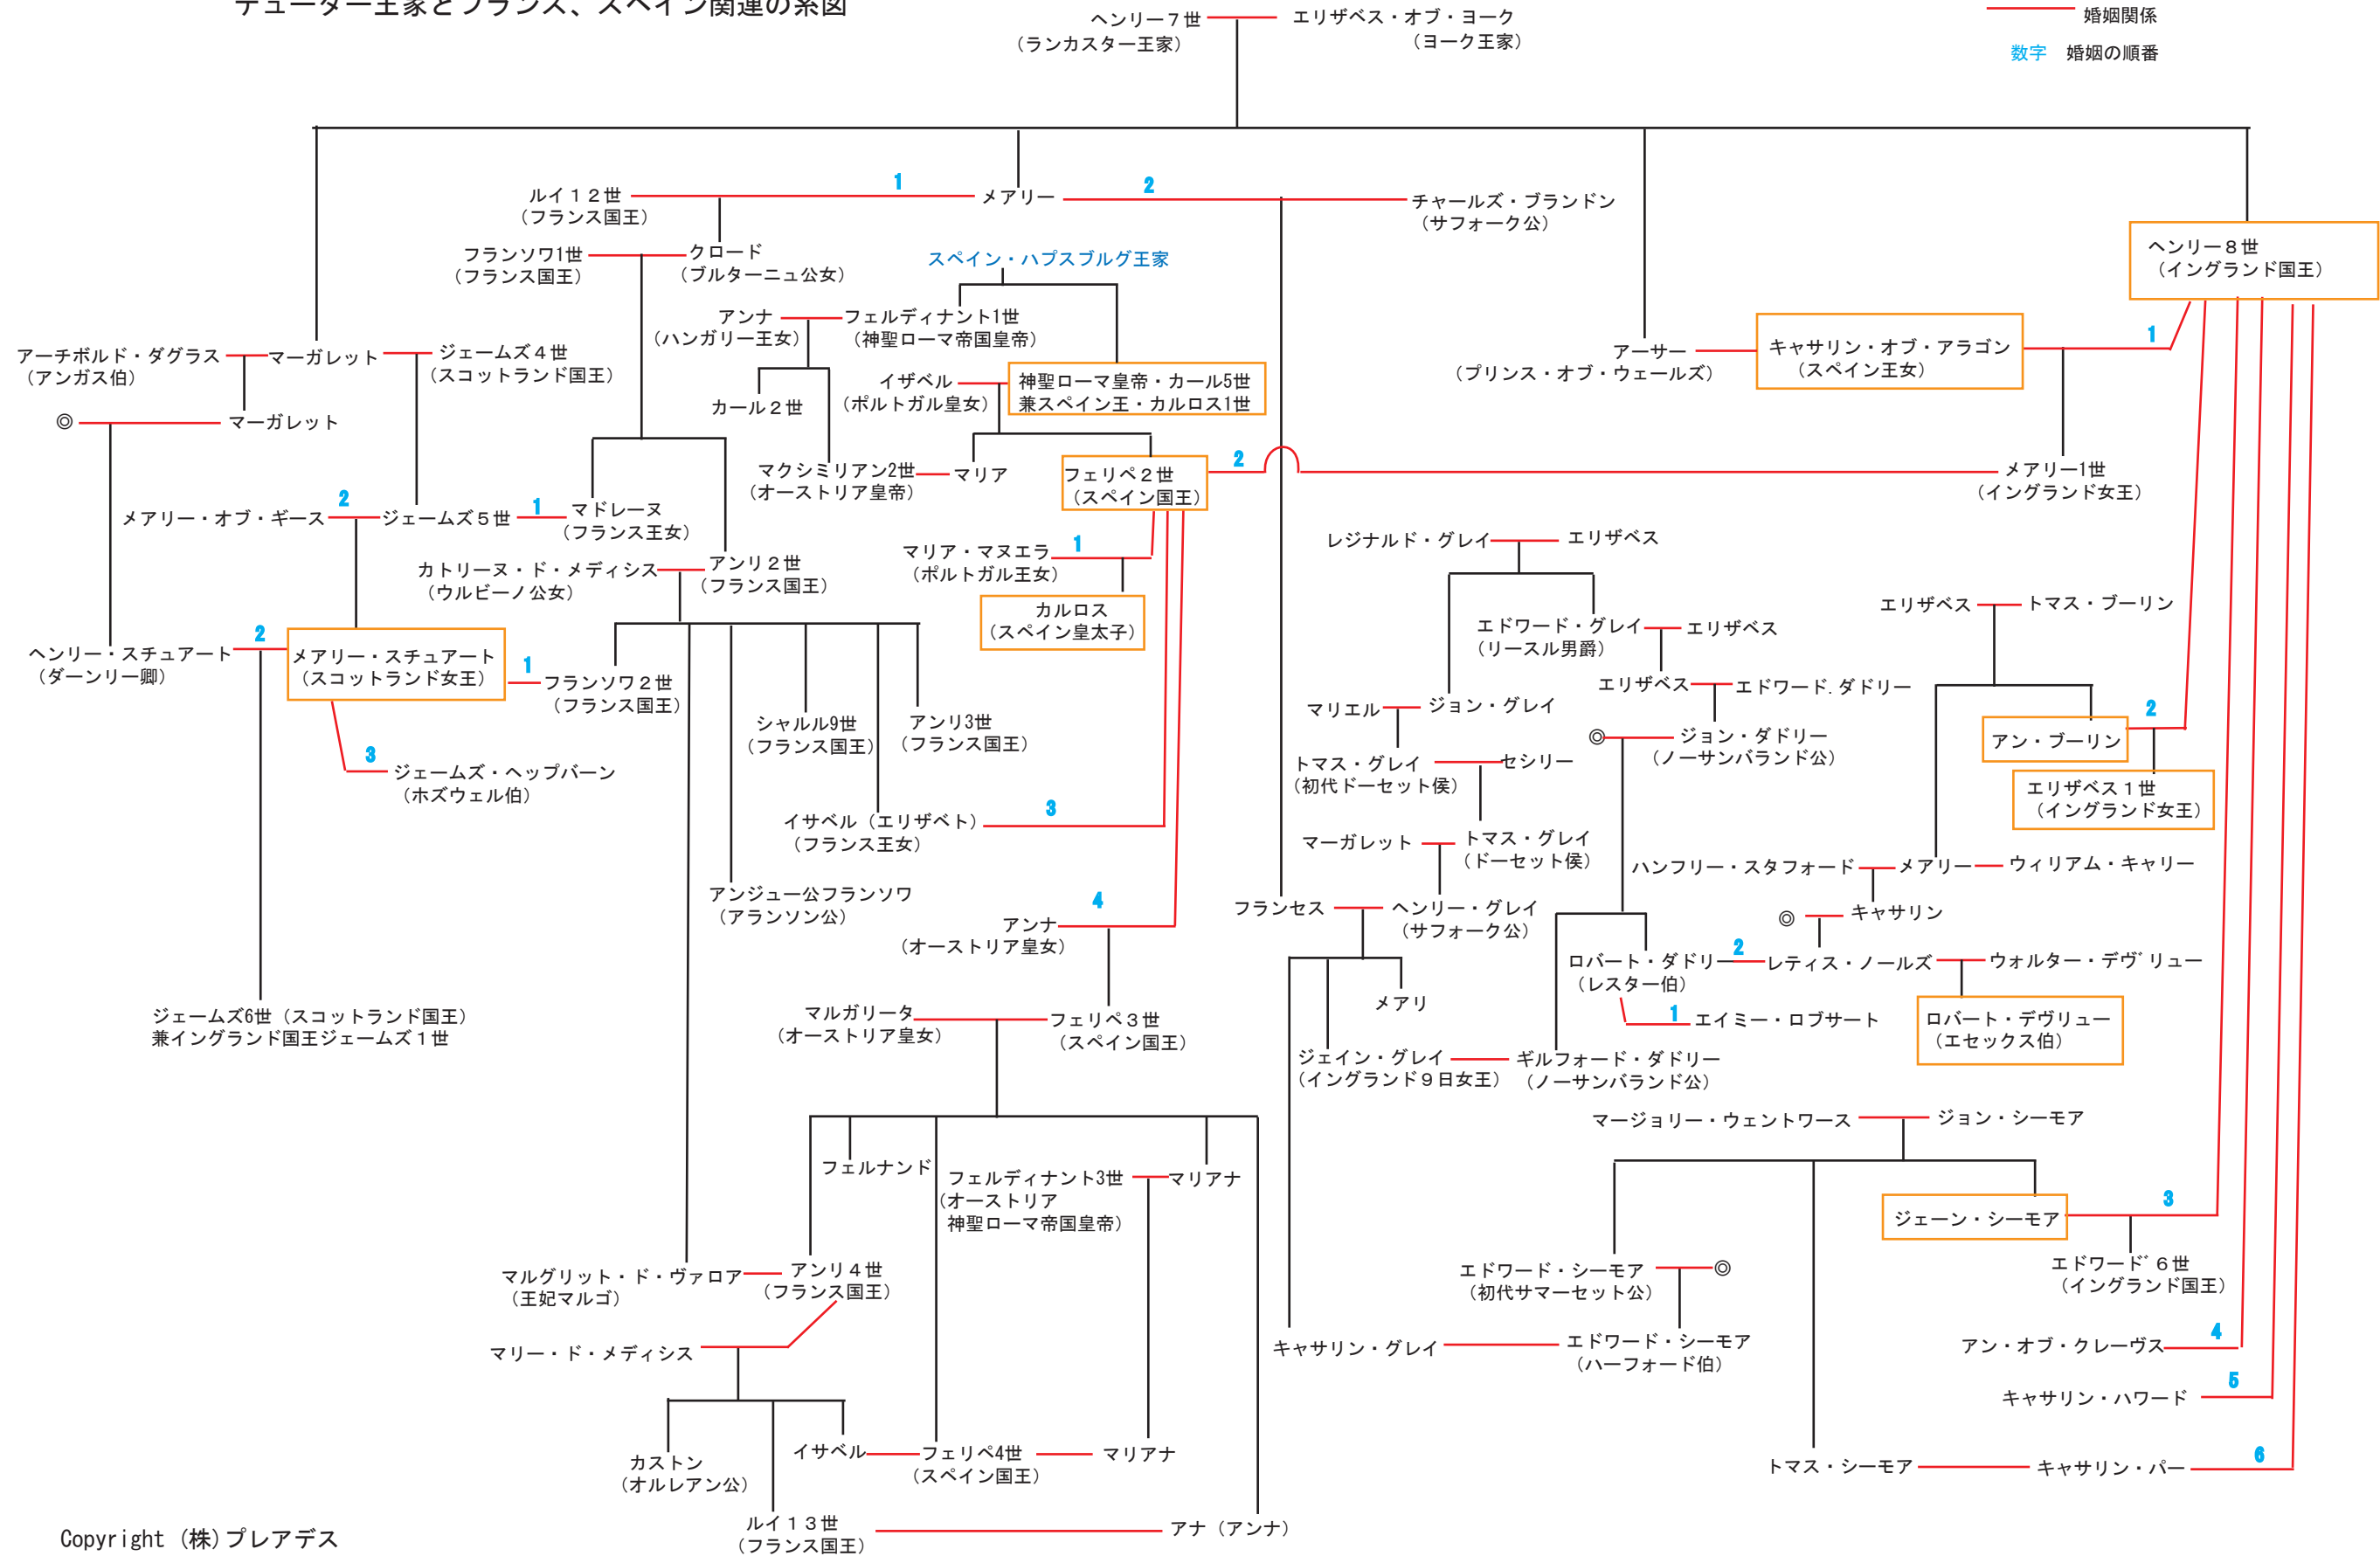 テューダー王家とフランス、スペイン関連の系図
ヘンリー７世
（ランカスター王家）
エリザベス・オブ・ヨーク
（ヨーク王家）
婚姻関係
数字　婚姻の順番
ルイ１２世
（フランス国王）
1
メアリー
2
チャールズ・ブランドン
（サフォーク公）
フランソワ1世
（フランス国王）
クロード
（ブルターニュ公女）
スペイン・ハプスブルグ王家
ヘンリー８世
（イングランド国王）
アンナ
（ハンガリー王女）
フェルディナント1世
（神聖ローマ帝国皇帝）
アーチボルド・ダグラス
（アンガス伯）
マーガレット
ジェームズ４世
（スコットランド国王）
アーサー
（プリンス・オブ・ウェールズ）
キャサリン・オブ・アラゴン
（スペイン王女）
1
カール２世
イザベル
（ポルトガル皇女）
神聖ローマ皇帝・カール5世
兼スペイン王・カルロス1世
◎
マーガレット
マクシミリアン2世
（オーストリア皇帝）
マリア
フェリペ２世
（スペイン国王）
2
メアリー1世
（イングランド女王）
メアリー・オブ・ギース
2
ジェームズ５世
1
マドレーヌ
（フランス王女）
カトリーヌ・ド・メディシス
（ウルビーノ公女）
アンリ２世
（フランス国王）
マリア・マヌエラ
（ポルトガル王女）
1
カルロス
（スペイン皇太子）
レジナルド・グレイ
エリザベス
エドワード・グレイ
（リースル男爵）
エリザベス
エリザベス
トマス・ブーリン
ヘンリー・スチュアート
（ダーンリー卿）
2
メアリー・スチュアート
（スコットランド女王）
1
フランソワ２世
（フランス国王）
エリザベス
エドワード.ダドリー
シャルル9世
（フランス国王）
アンリ3世
（フランス国王）
マリエル
ジョン・グレイ
◎
ジョン・ダドリー
（ノーサンバランド公）
アン・ブーリン
2
3
ジェームズ・ヘップバーン
（ホズウェル伯）
トマス・グレイ
（初代ドーセット侯）
セシリー
エリザベス１世
（イングランド女王）
イサベル（エリザベト）
（フランス王女）
3
マーガレット
トマス・グレイ
（ドーセット侯）
ハンフリー・スタフォード
メアリー
ウィリアム・キャリー
アンジュー公フランソワ
（アランソン公）
アンナ
（オーストリア皇女）
4
フランセス
ヘンリー・グレイ
（サフォーク公）
◎
キャサリン
ロバート・ダドリー
（レスター伯）
2
レティス・ノールズ
ウォルター・デヴリュー
メアリ
1
エイミー・ロブサート
ロバート・デヴリュー
（エセックス伯）
ジェームズ6世（スコットランド国王）
兼イングランド国王ジェームズ１世
マルガリータ
（オーストリア皇女）
フェリペ３世
（スペイン国王）
ジェイン・グレイ
（イングランド９日女王）
ギルフォード・ダドリー
（ノーサンバランド公）
マージョリー・ウェントワース
ジョン・シーモア
フェルナンド
フェルディナント3世
（オーストリア
神聖ローマ帝国皇帝）
マリアナ
ジェーン・シーモア
3
マルグリット・ド・ヴァロア
（王妃マルゴ）
アンリ４世
（フランス国王）
エドワード・シーモア
（初代サマーセット公）
◎
エドワード６世
（イングランド国王）
マリー・ド・メディシス
キャサリン・グレイ
エドワード・シーモア
（ハーフォード伯）
アン・オブ・クレーヴス
4
キャサリン・ハワード
5
カストン
（オルレアン公）
イサベル
フェリペ4世
（スペイン国王）
マリアナ
トマス・シーモア
キャサリン・パー
6
ルイ１３世
（フランス国王）
アナ（アンナ）
Copyright (株)プレアデス